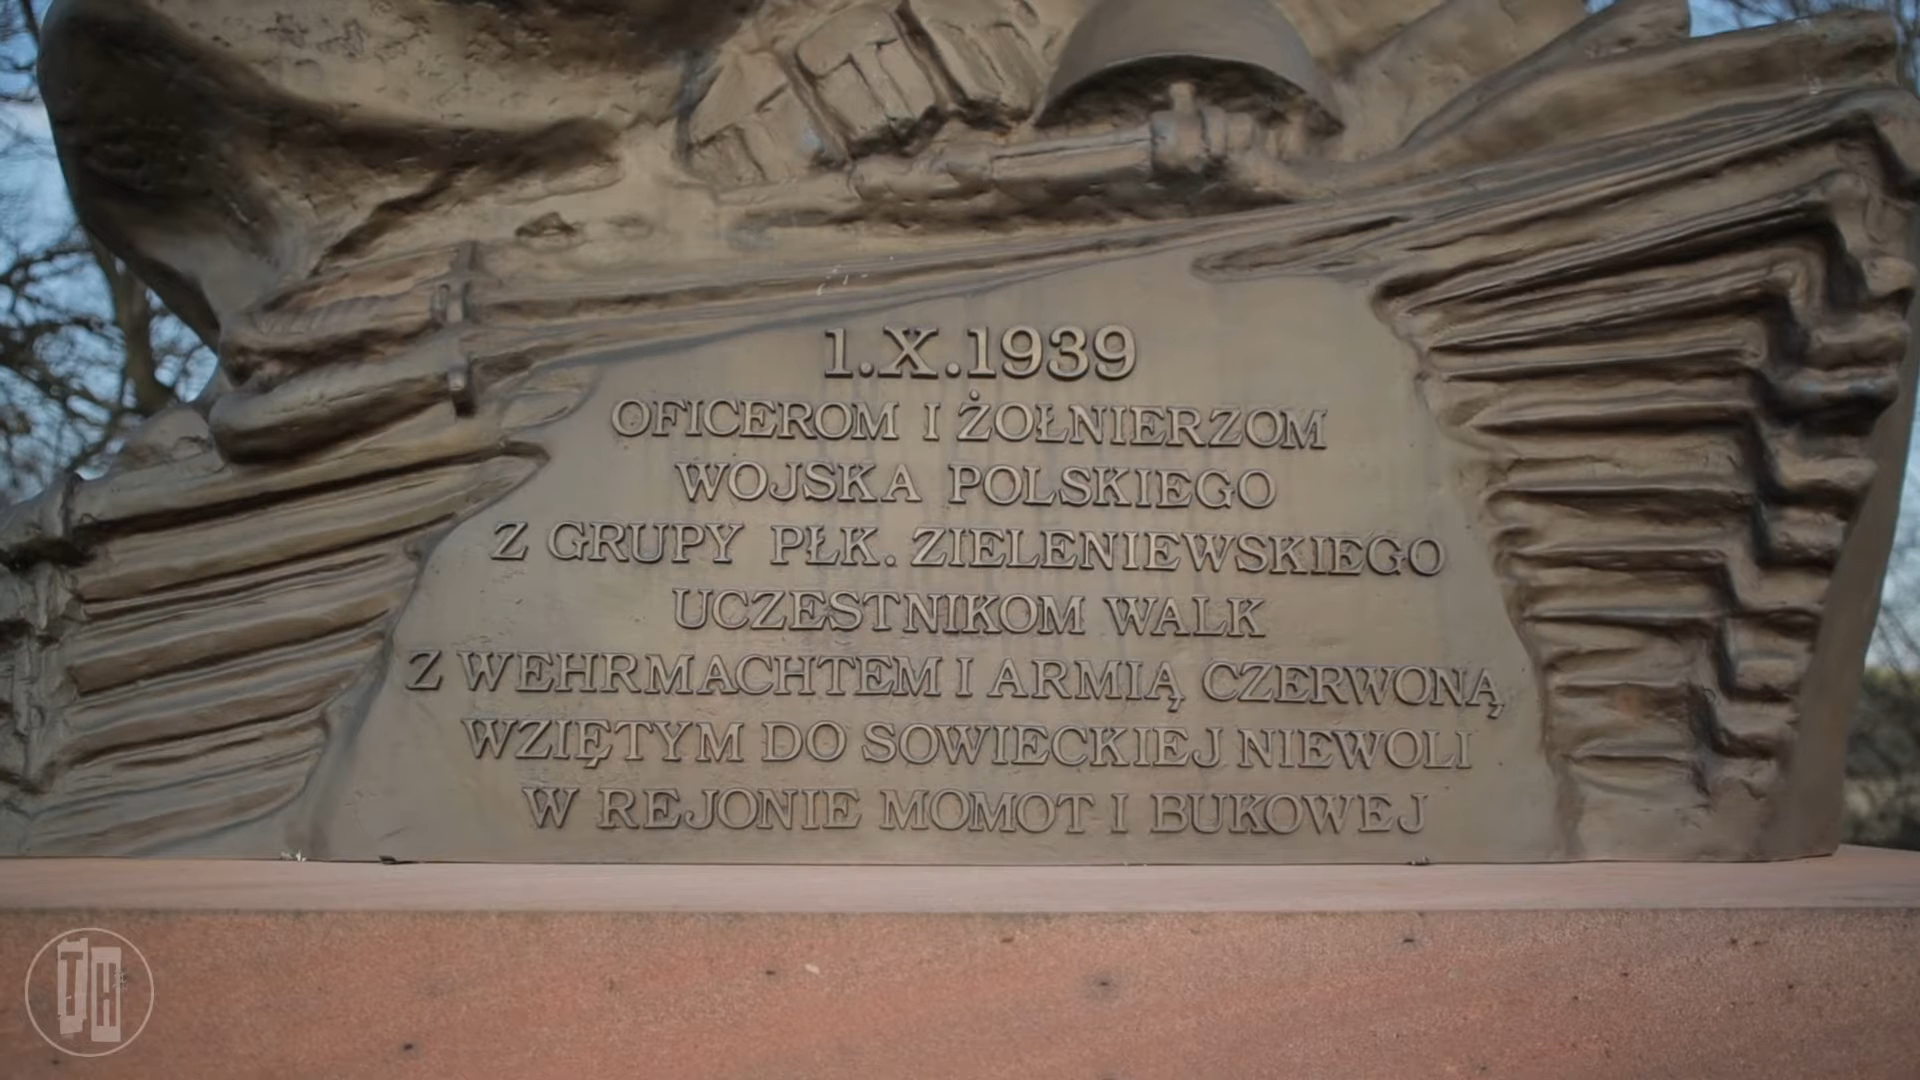 1.X.1939
OFICEROM I ŻOŁNIERZOM
WOJSKA POLSKIEGO
Z GRUPY PŁK. ZIELENIEWSKIEGO
UCZESTNIKOM WALK
Z WEHRMACHTEM I ARMIĄ CZERWONĄ
WZIĘTYM DO SOWIECKIEJ NIEWOLI
W REJONIE MOMOT I BUKOWEJ
TH